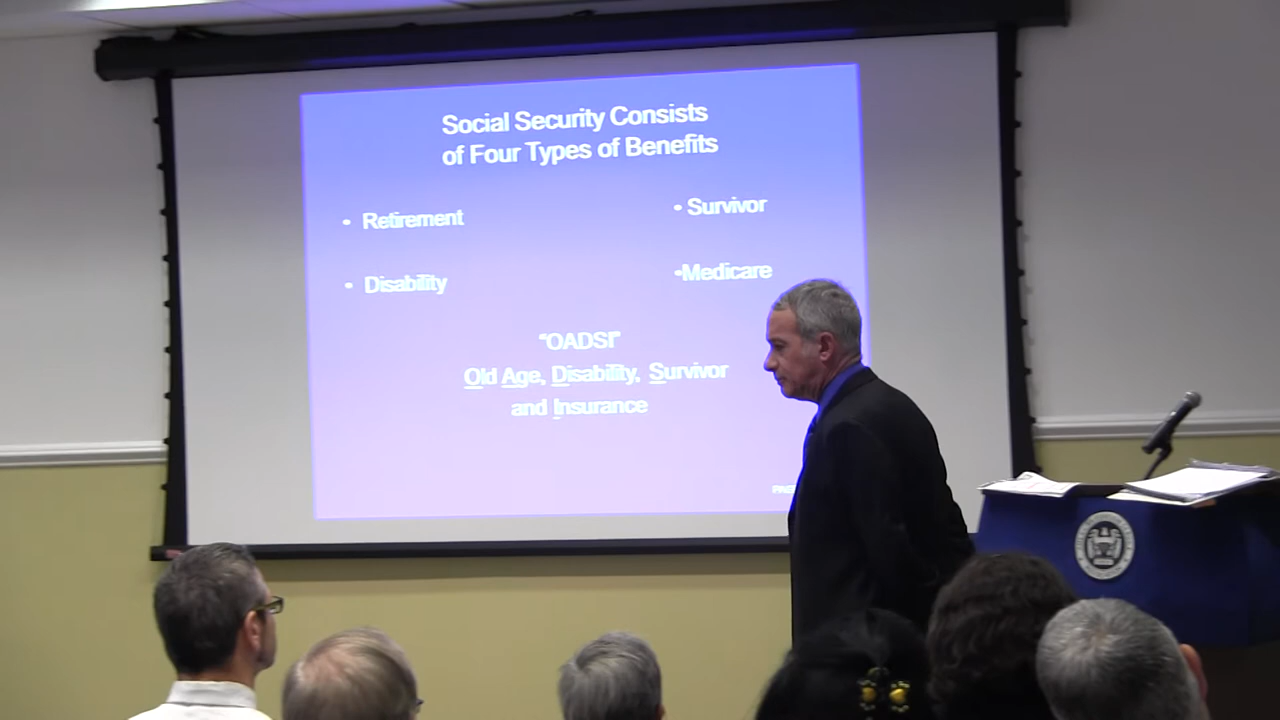 Social Security Consists
of Four Types of Benefits
• Retirement
• Survivor
• Disability
•Medicare
“OADSI”
Old Age, Disability, Survivor
and Insurance